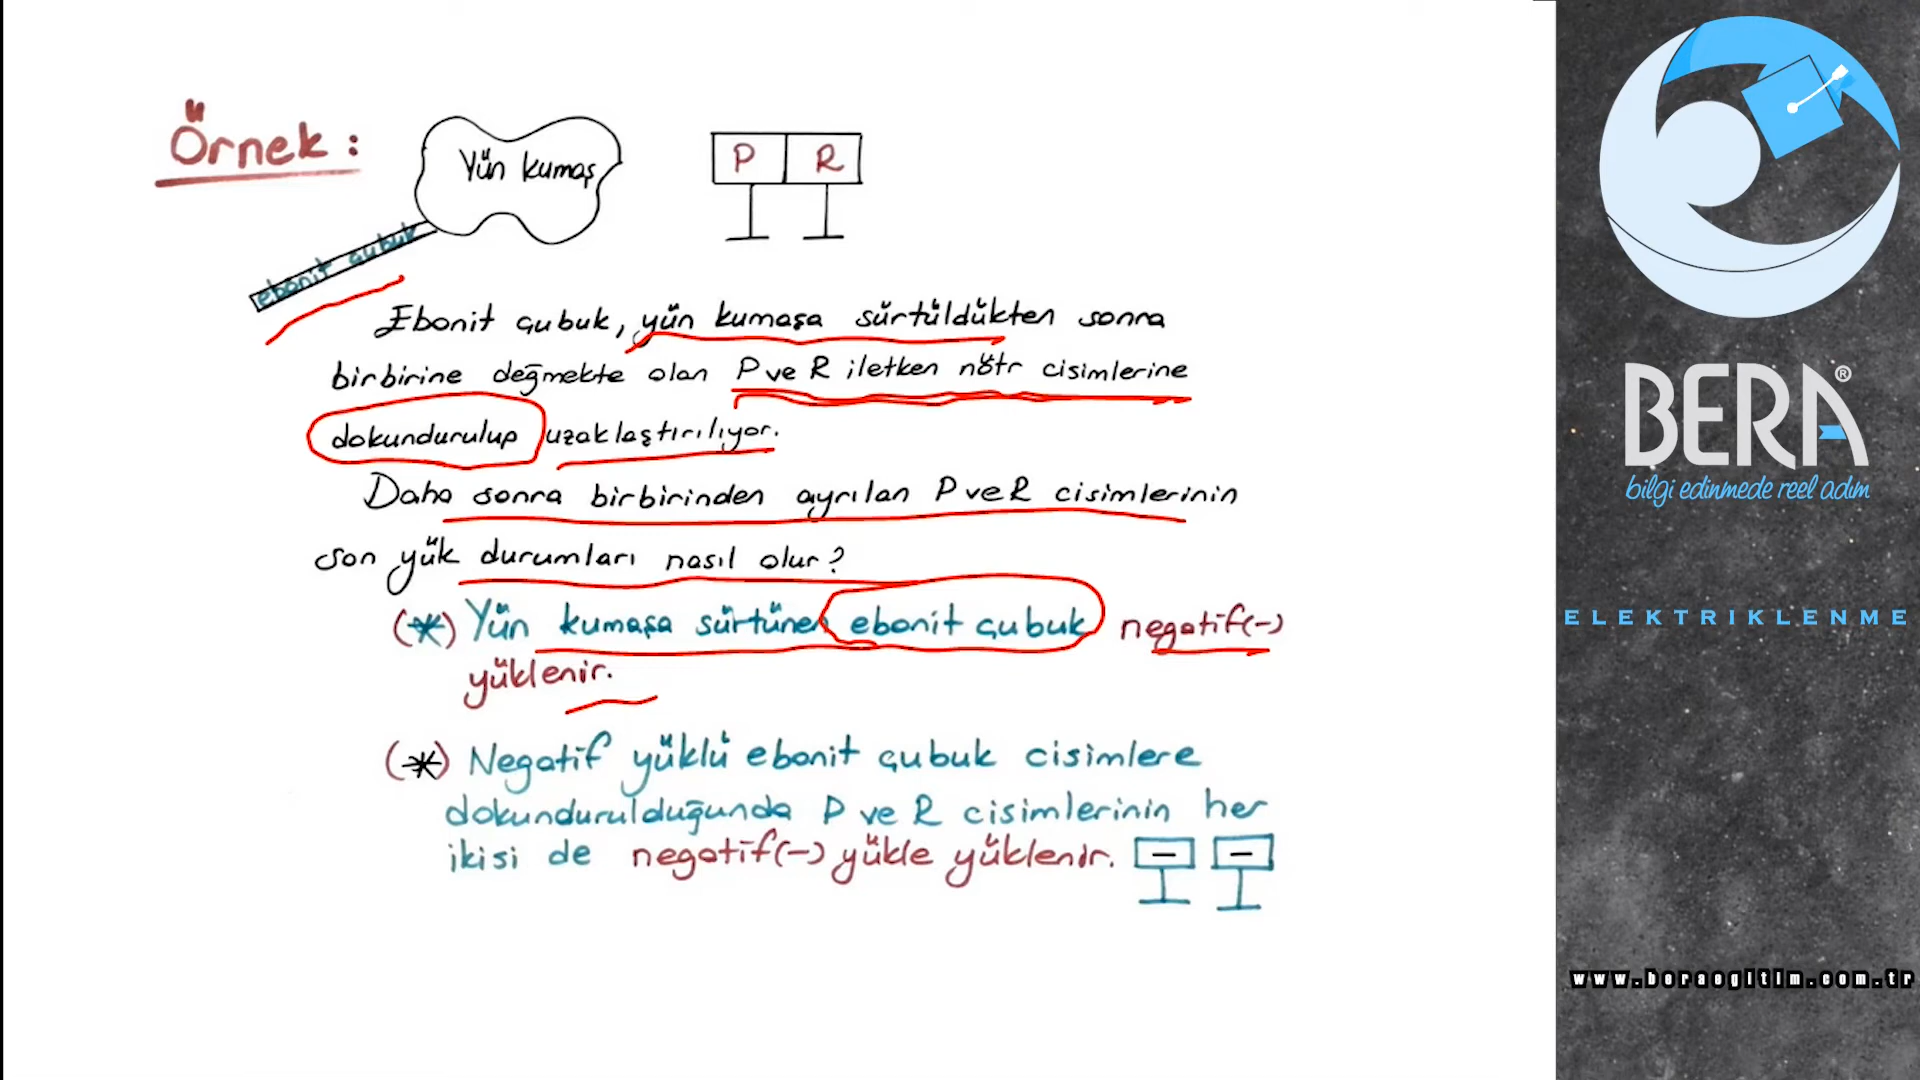 Örnek :
Yün kumaş
P R
ebonit çubuk
Ebonit çubuk, yün kumaşa sürtüldükten sonra
birbirine değmekte olan P ve R iletken nötr cisimlerine
dokundurulup uzaklaştırılıyor.
Daha sonra birbirinden ayrılan P ve R cisimlerinin
son yük durumları nasıl olur?
(*) Yün kumaşa sürtünen ebonit çubuk negatif(-)
yüklenir.
(*) Negatif yüklü ebonit çubuk cisimlere
dokundurulduğunda P ve R cisimlerinin her
ikisi de negatif(-) yükle yüklenir. - -
BERA®
bilgi edinmede reel adım
ELEKTRIKLENME
www.beraegitim.com.tr